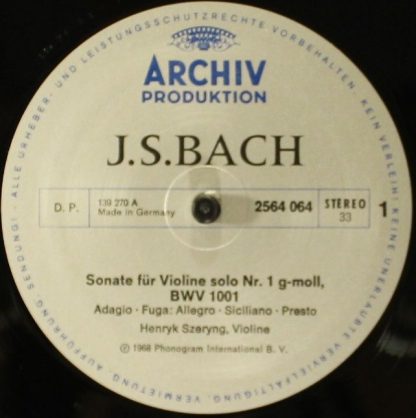 ALLE URHEBER- UND LEISTUNGSSCHUTZRECHTE VORBEHALTEN · KEIN VERLEIH! KEINE UNERLAUBTE VERVIELFÄLTIGUNG, VERMIETUNG, AUFFÜHRUNG, SENDUNG!
ARCHIV
PRODUKTION
J.S.BACH
D. P.
139 270 A
Made in Germany
2564 064
STEREO
33
1
Sonate für Violine solo Nr. 1 g-moll,
BWV 1001
Adagio · Fuga: Allegro · Siciliano · Presto
Henryk Szeryng, Violine
Ⓟ 1968 Phonogram International B. V.